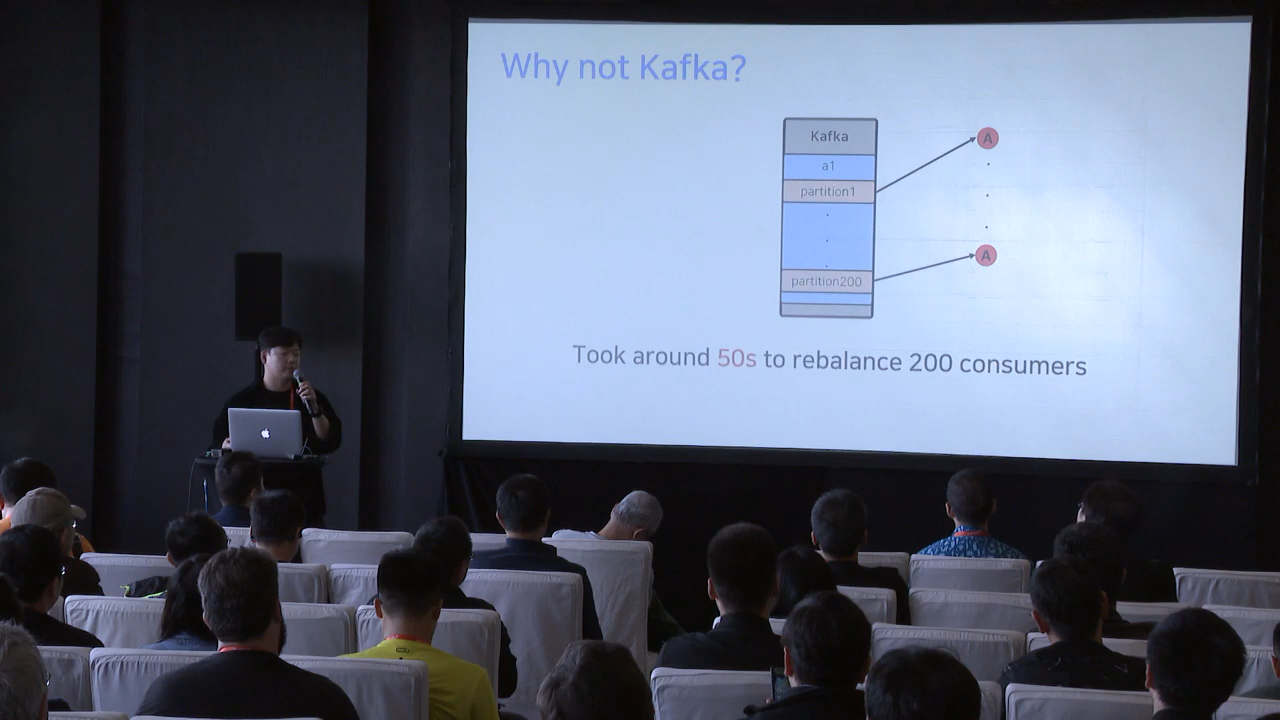 Why not Kafka?
Kafka
a1
partition1
partition200
A
A
Took around 50s to rebalance 200 consumers